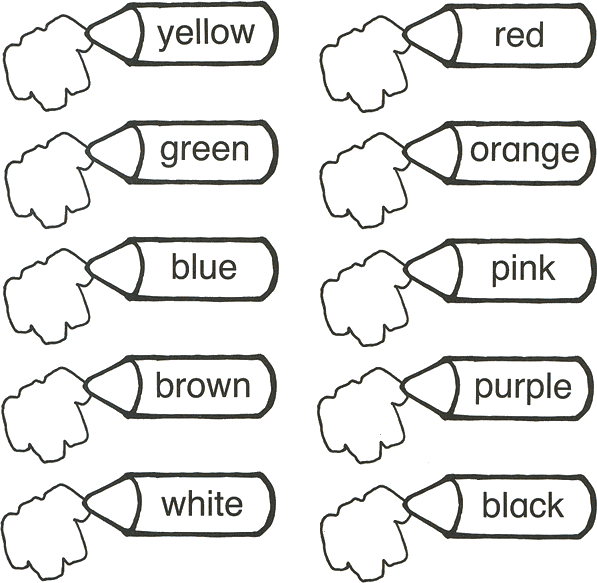 yellow
red
green
orange
blue
pink
brown
purple
white
black